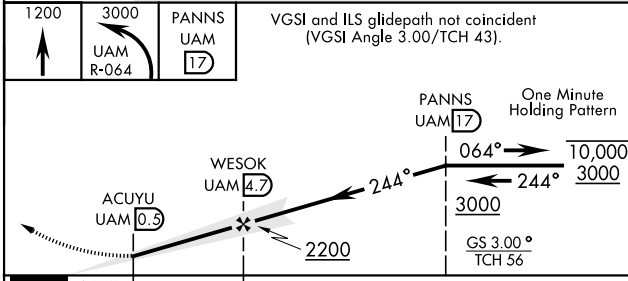 1200
3000
UAM
R-064
PANNS
UAM
17
VGSI and ILS glidepath not coincident
(VGSI Angle 3.00/TCH 43).
One Minute
Holding Pattern
PANNS
UAM 17
064°
10,000
3000
244°
244°
3000
WESOK
UAM 4.7
ACUYU
UAM 0.5
2200
GS 3.00°
TCH 56